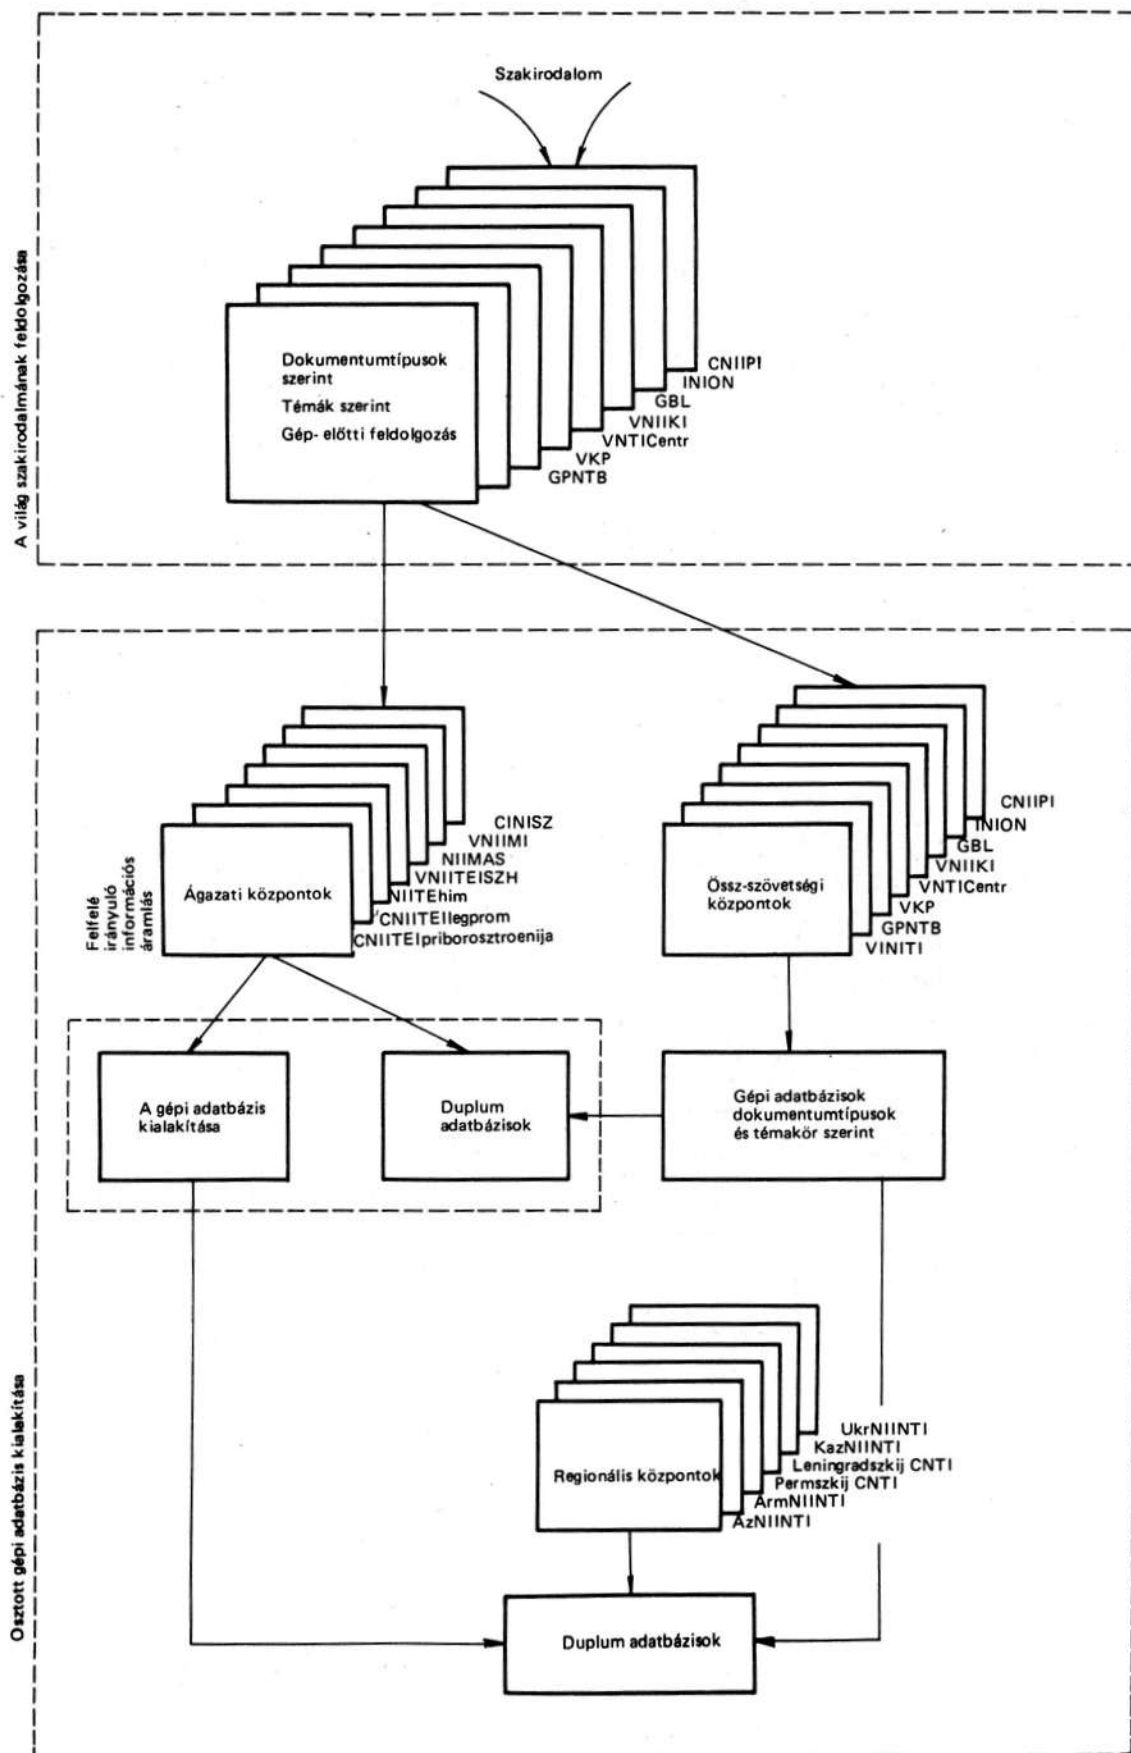 Szakirodalom
A világ szakirodalmának feldolgozása
Dokumentumtípusok
szerint
Témák szerint
Gép- előtti feldolgozás
CNIIPI
INION
GBL
VNIIKI
VNTICentr
VKP
GPNTB
Osztott gépi adatbázis kialakítása
Felfelé
irányuló
információs
áramlás
Ágazati központok
CINISZ
VNIIMI
NIIMAS
VNIITEISZH
NIITEhim
CNIITEIlegprom
CNIITEIpriborosztroenija
Össz-szövetségi
központok
CNIIPI
INION
GBL
VNIIKI
VNTICentr
VKP
GPNTB
VINITI
A gépi adatbázis
kialakítása
Duplum
adatbázisok
Gépi adatbázisok
dokumentumtípusok
és témakör szerint
Regionális központok
UkrNIINTI
KazNIINTI
Leningradszkij CNTI
Permszkij CNTI
ArmNIINTI
AzNIINTI
Duplum adatbázisok